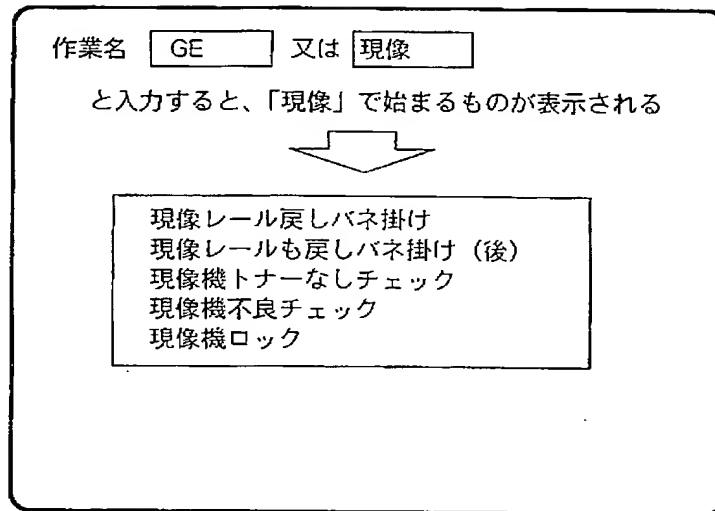 作業名 GE 又は 現像
と入力すると、「現像」で始まるものが表示される
現像レール戻しバネ掛け
現像レールも戻しバネ掛け（後）
現像機トナーなしチェック
現像機不良チェック
現像機ロック